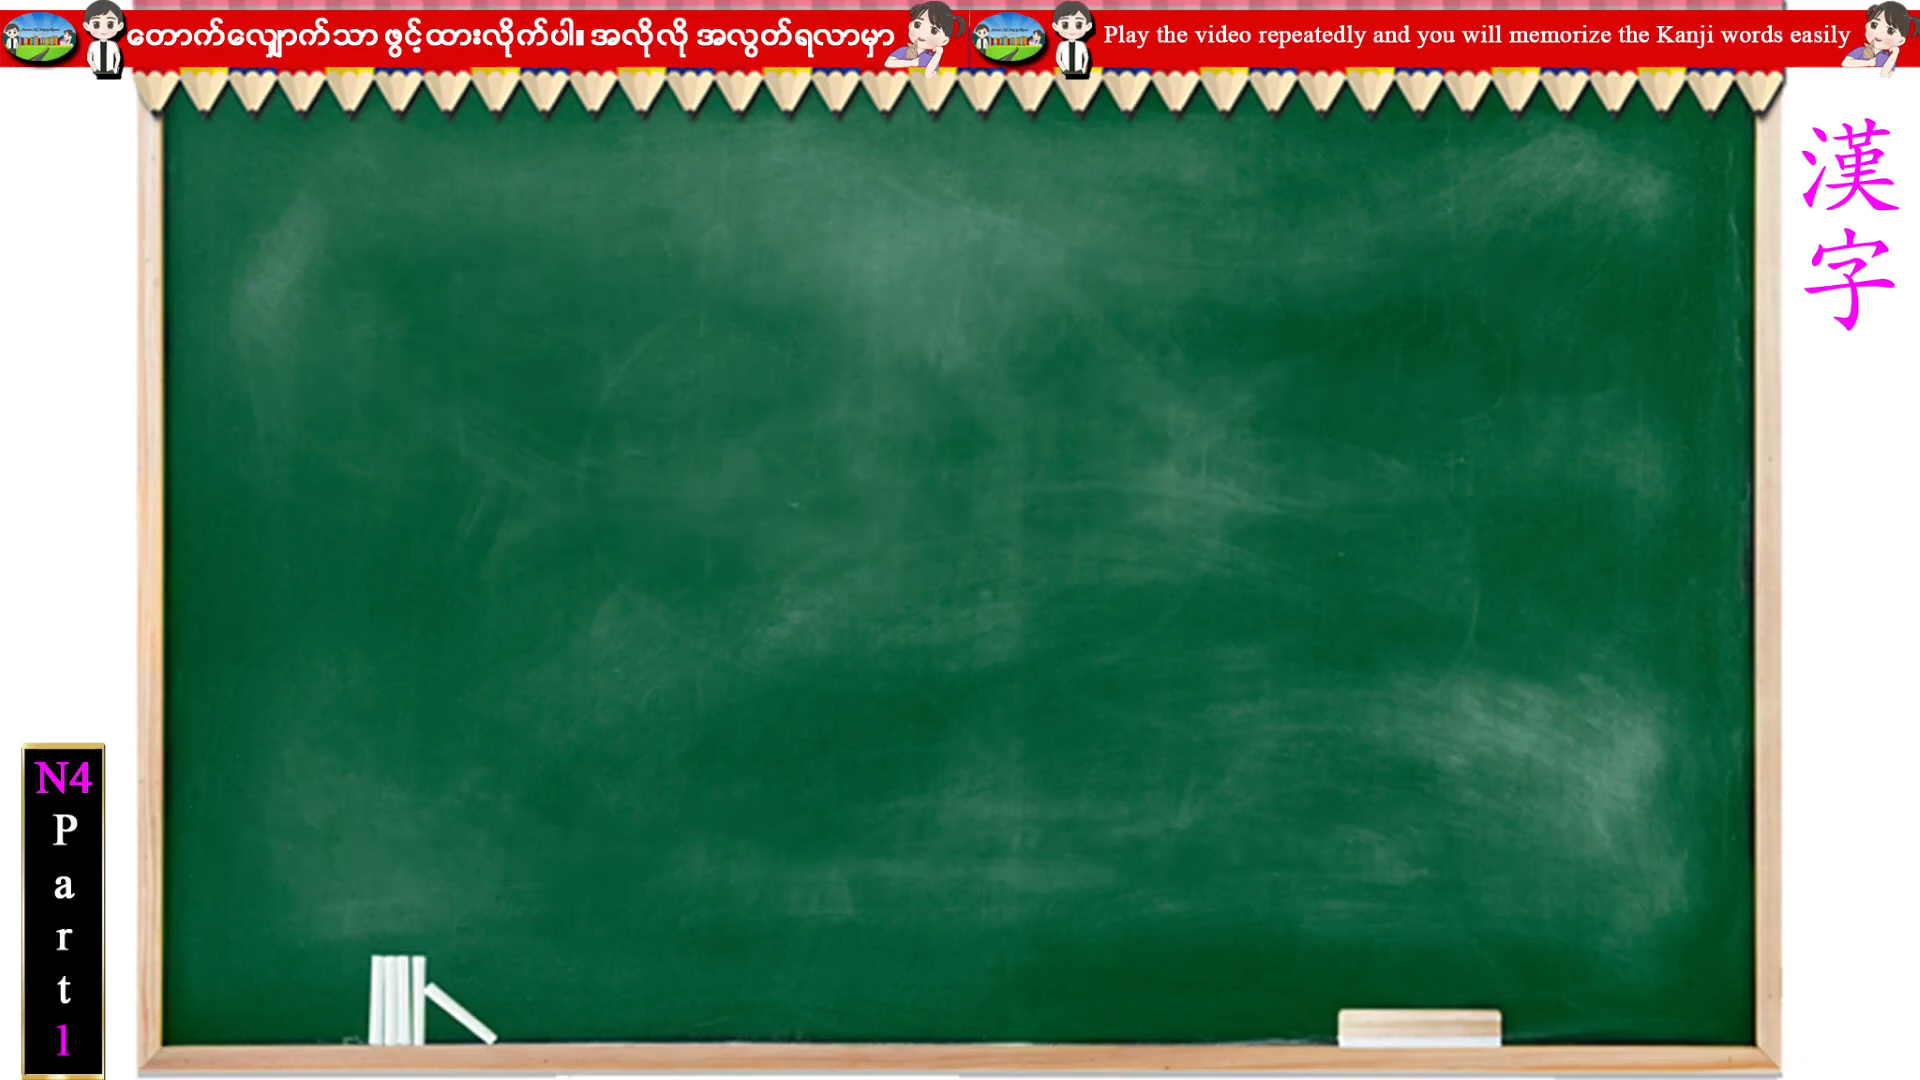 တောက်လျှောက်သာ ဖွင့်ထားလိုက်ပါ။ အလိုလို အလွတ်ရလာမှာ
Play the video repeatedly and you will memorize the Kanji words easily
漢字
N4
Part
1